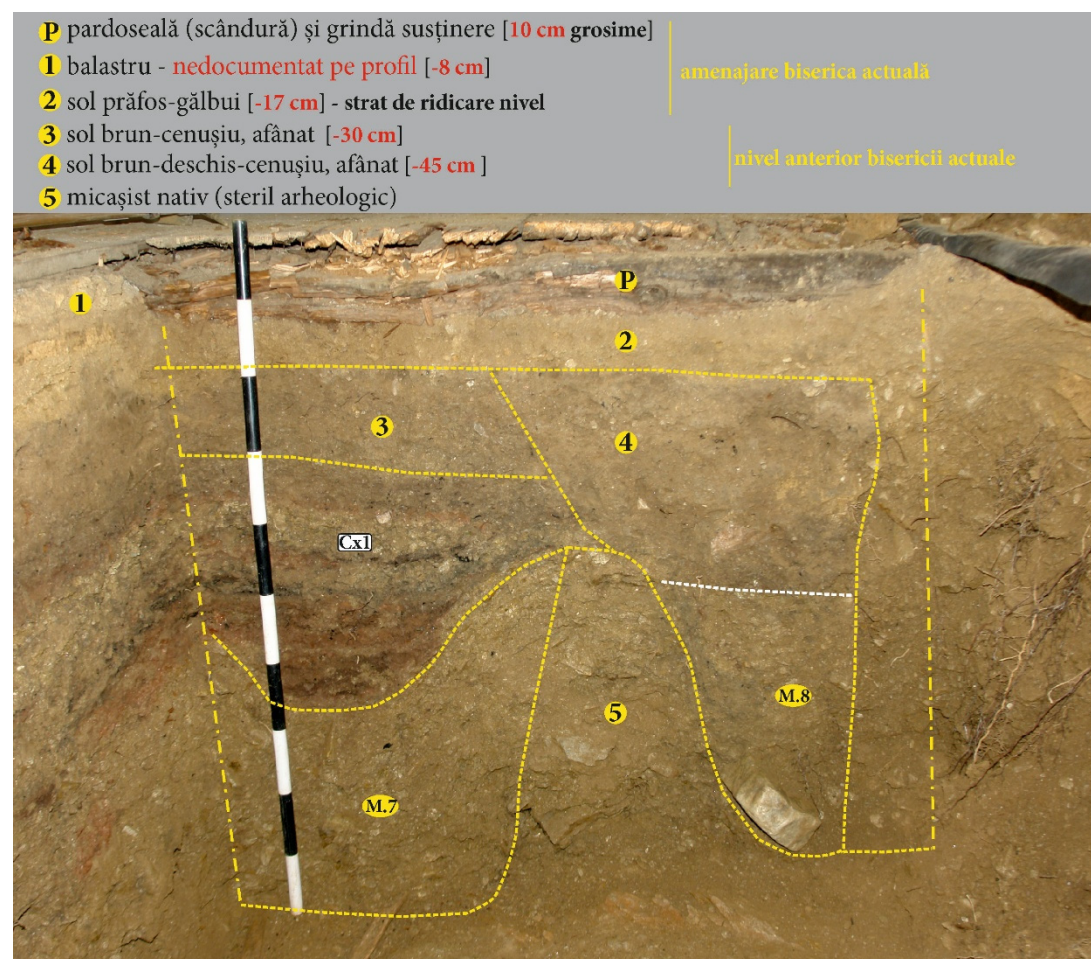 P pardoseală (scândură) și grindă susținere [10 cm grosime]
1 balastru - nedocumentat pe profil [-8 cm]
amenajare biserica actuală
2 sol prăfos-gălbui [-17 cm] - strat de ridicare nivel
3 sol brun-cenușiu, afânat [-30 cm]
nivel anterior bisericii actuale
4 sol brun-deschis-cenușiu, afânat [-45 cm ]
5 micașist nativ (steril arheologic)
P
1
2
3
4
Cx1
M.8
5
M.7